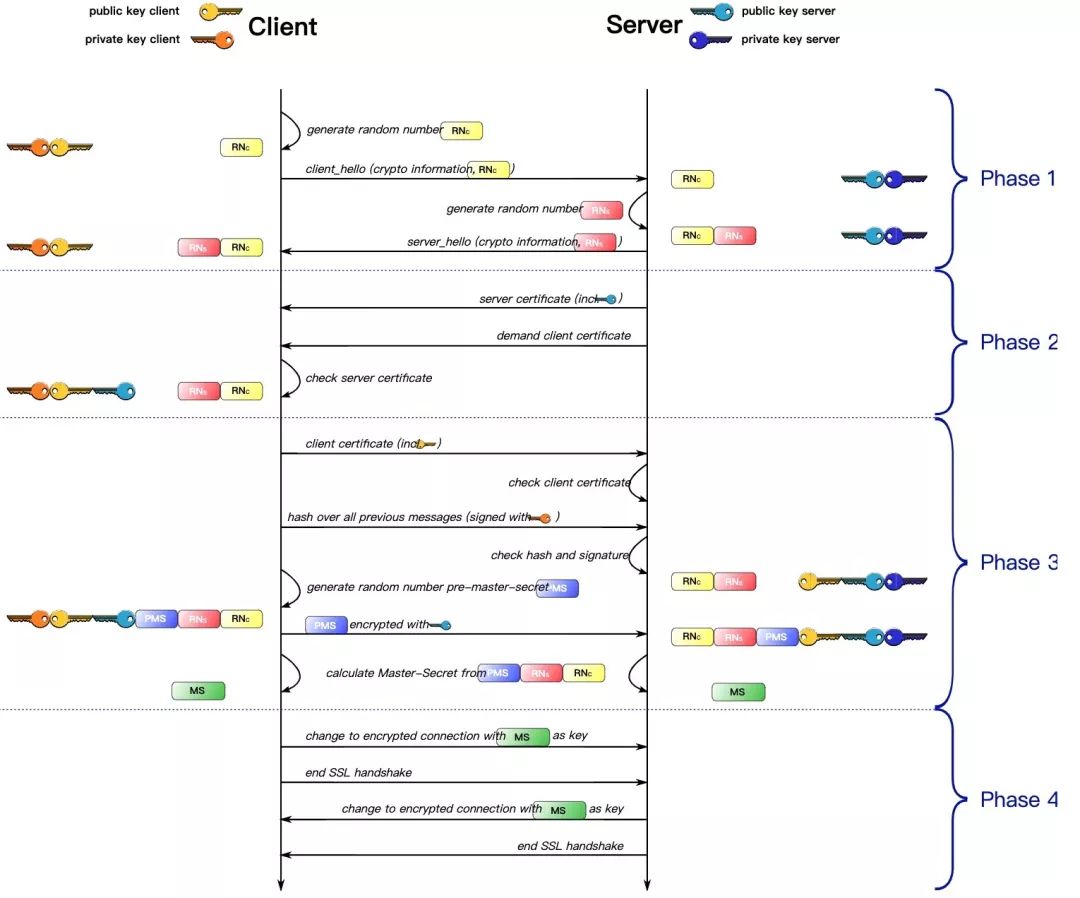 public key client
Client
Server
public key server
private key client
private key server
generate random number RNc
RNc
client_hello (crypto information, RNc )
RNc
Phase 1
generate random number RNs
RNc RNs
server_hello (crypto information, RNs )
RNs RNc
server certificate (incl. )
demand client certificate
Phase 2
check server certificate
RNs RNc
client certificate (incl. )
check client certificate
hash over all previous messages (signed with )
check hash and signature
Phase 3
RNc RNs
generate random number pre-master-secret PMS
PMS RNs RNc
PMS encrypted with
RNc RNs PMS
calculate Master-Secret from PMS RNs RNc
MS
MS
change to encrypted connection with MS as key
end SSL handshake
Phase 4
change to encrypted connection with MS as key
end SSL handshake